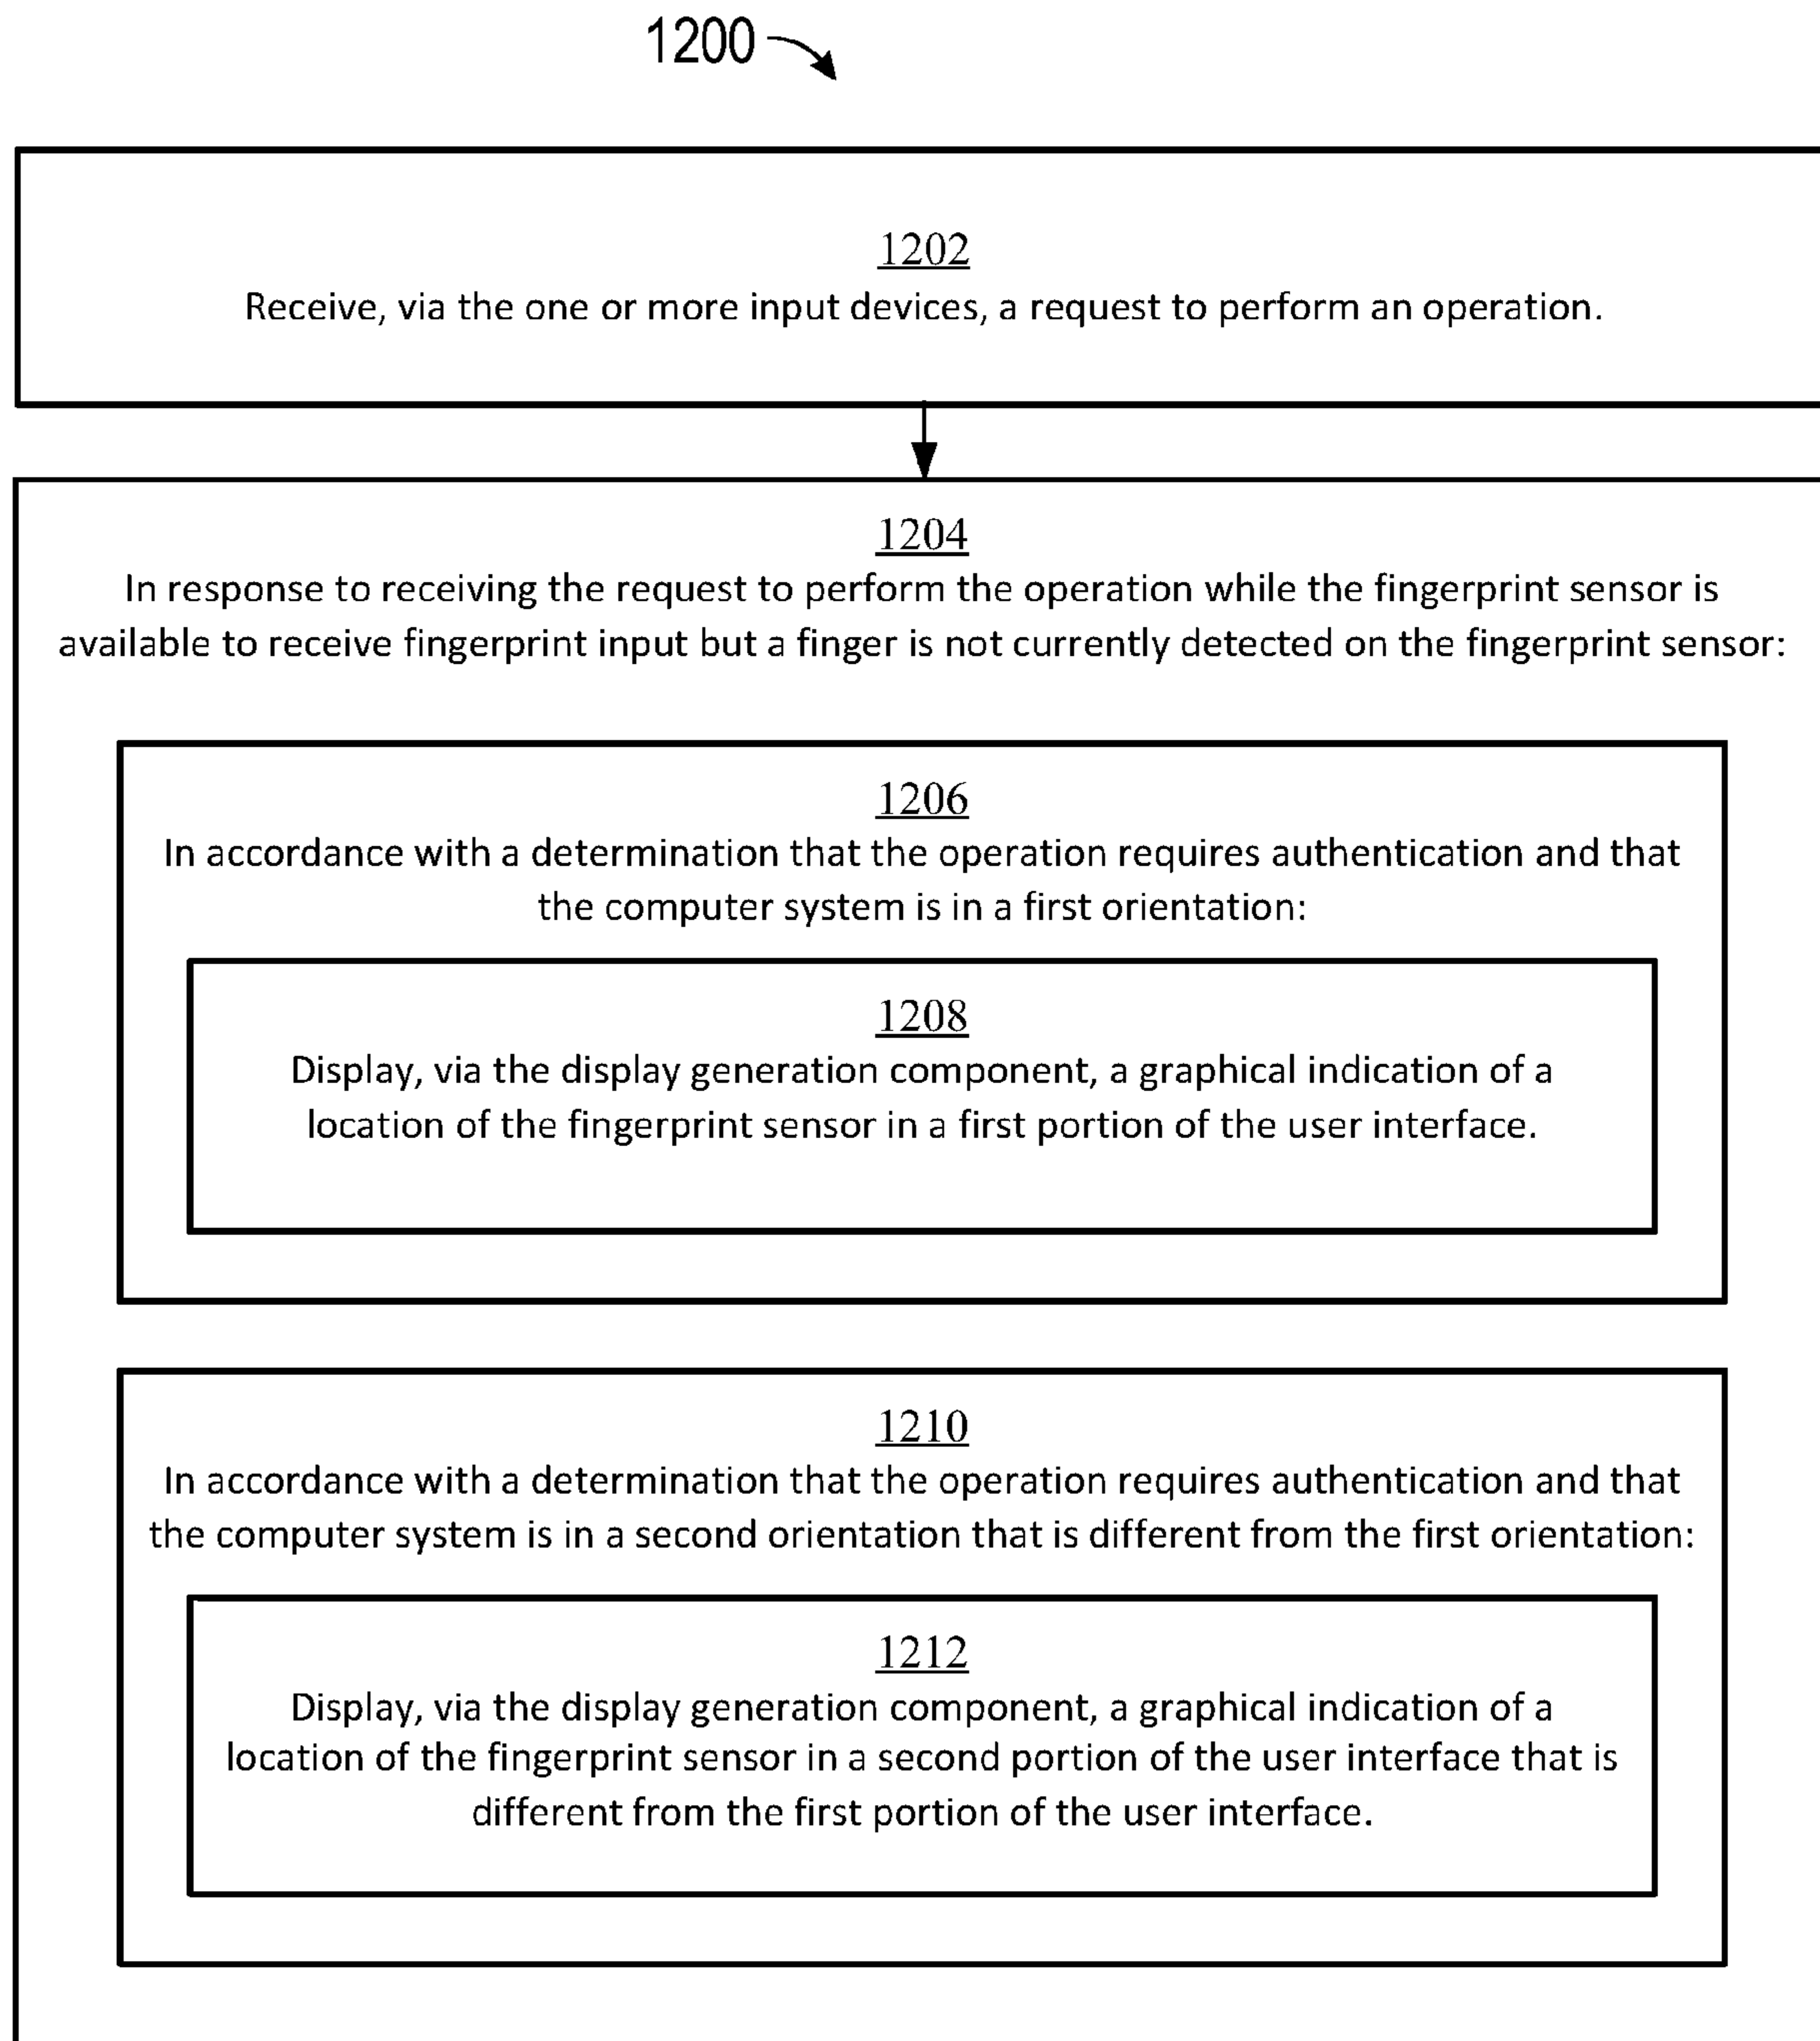 1200
1202
Receive, via the one or more input devices, a request to perform an operation.
1204
In response to receiving the request to perform the operation while the fingerprint sensor is
available to receive fingerprint input but a finger is not currently detected on the fingerprint sensor:
1206
In accordance with a determination that the operation requires authentication and that
the computer system is in a first orientation:
1208
Display, via the display generation component, a graphical indication of a
location of the fingerprint sensor in a first portion of the user interface.
1210
In accordance with a determination that the operation requires authentication and that
the computer system is in a second orientation that is different from the first orientation:
1212
Display, via the display generation component, a graphical indication of a
location of the fingerprint sensor in a second portion of the user interface that is
different from the first portion of the user interface.